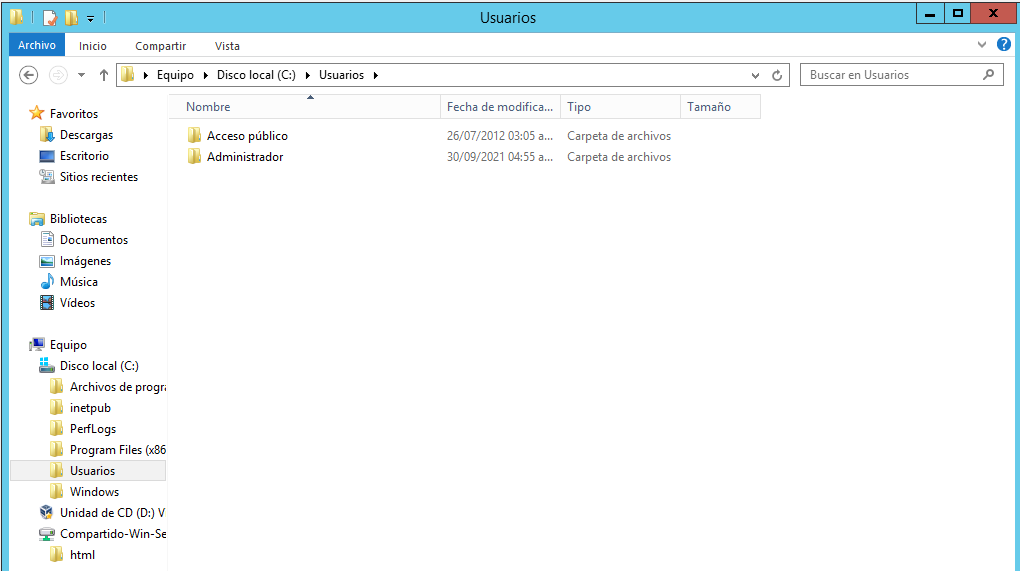 Usuarios
Archivo Inicio Compartir Vista
Equipo Disco local (C:) Usuarios
Buscar en Usuarios
Nombre Fecha de modifica... Tipo Tamaño
Acceso público 26/07/2012 03:05 a... Carpeta de archivos
Administrador 30/09/2021 04:55 a... Carpeta de archivos
Favoritos
Descargas
Escritorio
Sitios recientes
Bibliotecas
Documentos
Imágenes
Música
Vídeos
Equipo
Disco local (C:)
Archivos de progra
inetpub
PerfLogs
Program Files (x86
Usuarios
Windows
Unidad de CD (D:) V
Compartido-Win-Se
html